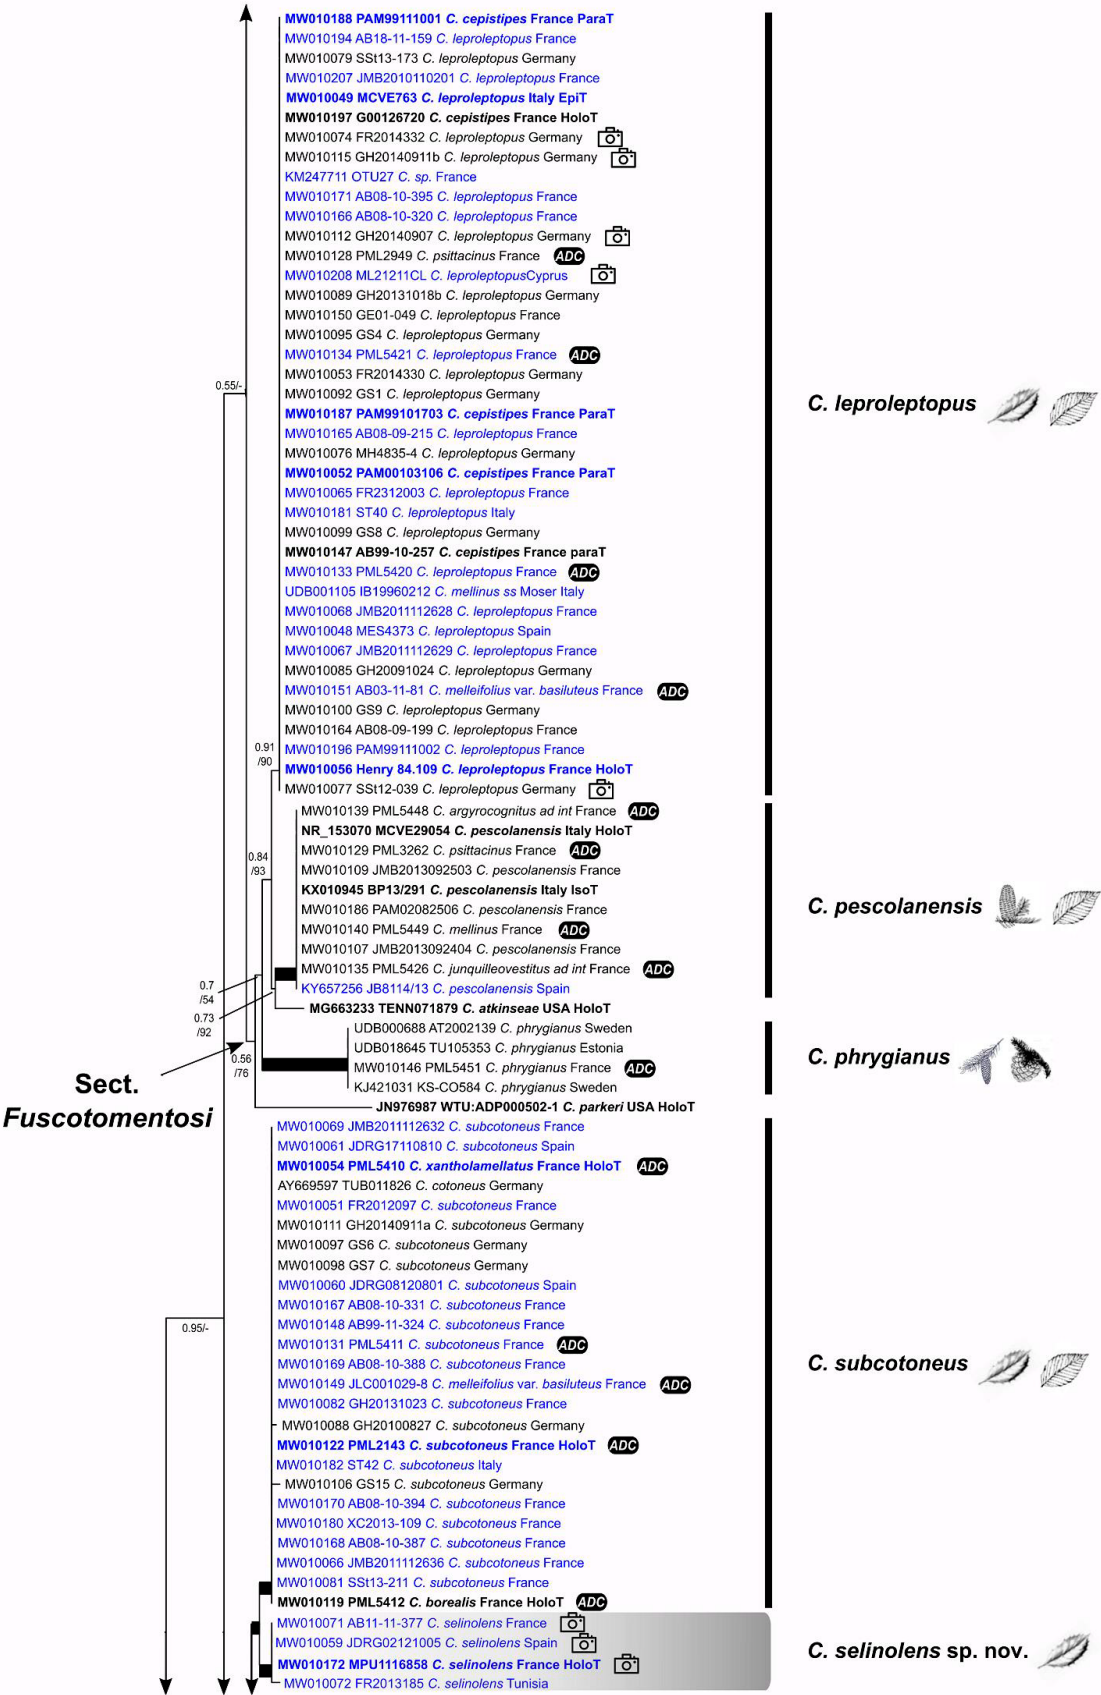 MW010188 PAM99111001 C. cepistipes France ParaT
MW010194 AB18-11-159 C. leproleptopus France
MW010079 SSt13-173 C. leproleptopus Germany
MW010207 JMB2010110201 C. leproleptopus France
MW010049 MCVE763 C. leproleptopus Italy EpiT
MW010197 G00126720 C. cepistipes France HoloT
MW010074 FR2014332 C. leproleptopus Germany
MW010115 GH20140911b C. leproleptopus Germany
KM247711 OTU27 C. sp. France
MW010171 AB08-10-395 C. leproleptopus France
MW010166 AB08-10-320 C. leproleptopus France
MW010112 GH20140907 C. leproleptopus Germany
MW010128 PML2949 C. psittacinus France ADC
MW010208 ML21211CL C. leproleptopusCyprus
MW010089 GH20131018b C. leproleptopus Germany
MW010150 GE01-049 C. leproleptopus France
MW010095 GS4 C. leproleptopus Germany
MW010134 PML5421 C. leproleptopus France ADC
MW010053 FR2014330 C. leproleptopus Germany
0.55/-
MW010092 GS1 C. leproleptopus Germany
C. leproleptopus
MW010187 PAM99101703 C. cepistipes France ParaT
MW010165 AB08-09-215 C. leproleptopus France
MW010076 MH4835-4 C. leproleptopus Germany
MW010052 PAM00103106 C. cepistipes France ParaT
MW010065 FR2312003 C. leproleptopus France
MW010181 ST40 C. leproleptopus Italy
MW010099 GS8 C. leproleptopus Germany
MW010147 AB99-10-257 C. cepistipes France paraT
MW010133 PML5420 C. leproleptopus France ADC
UDB001105 IB19960212 C. mellinus ss Moser Italy
MW010068 JMB2011112628 C. leproleptopus France
MW010048 MES4373 C. leproleptopus Spain
MW010067 JMB2011112629 C. leproleptopus France
MW010085 GH20091024 C. leproleptopus Germany
MW010151 AB03-11-81 C. melleifolius var. basiluteus France ADC
MW010100 GS9 C. leproleptopus Germany
MW010164 AB08-09-199 C. leproleptopus France
MW010196 PAM99111002 C. leproleptopus France
0.91
/90
MW010056 Henry 84.109 C. leproleptopus France HoloT
MW010077 SSt12-039 C. leproleptopus Germany
MW010139 PML5448 C. argyrocognitus ad int France ADC
NR_153070 MCVE29054 C. pescolanensis Italy HoloT
MW010129 PML3262 C. psittacinus France ADC
0.84
/93
MW010109 JMB2013092503 C. pescolanensis France
KX010945 BP13/291 C. pescolanensis Italy IsoT
MW010186 PAM02082506 C. pescolanensis France
C. pescolanensis
MW010140 PML5449 C. mellinus France ADC
MW010107 JMB2013092404 C. pescolanensis France
MW010135 PML5426 C. junquilleovestitus ad int France ADC
KY657256 JB8114/13 C. pescolanensis Spain
0.7
/54
MG663233 TENN071879 C. atkinseae USA HoloT
0.73
/92
UDB000688 AT2002139 C. phrygianus Sweden
UDB018645 TU105353 C. phrygianus Estonia
C. phrygianus
0.56
/76
MW010146 PML5451 C. phrygianus France ADC
KJ421031 KS-CO584 C. phrygianus Sweden
Sect.
Fuscotomentosi
JN976987 WTU:ADP000502-1 C. parkeri USA HoloT
MW010069 JMB2011112632 C. subcotoneus France
MW010061 JDRG17110810 C. subcotoneus Spain
MW010054 PML5410 C. xantholamellatus France HoloT ADC
AY669597 TUB011826 C. cotoneus Germany
MW010051 FR2012097 C. subcotoneus France
MW010111 GH20140911a C. subcotoneus Germany
MW010097 GS6 C. subcotoneus Germany
MW010098 GS7 C. subcotoneus Germany
MW010060 JDRG08120801 C. subcotoneus Spain
MW010167 AB08-10-331 C. subcotoneus France
0.95/-
MW010148 AB99-11-324 C. subcotoneus France
MW010131 PML5411 C. subcotoneus France ADC
MW010169 AB08-10-388 C. subcotoneus France
C. subcotoneus
MW010149 JLC001029-8 C. melleifolius var. basiluteus France ADC
MW010082 GH20131023 C. subcotoneus France
MW010088 GH20100827 C. subcotoneus Germany
MW010122 PML2143 C. subcotoneus France HoloT ADC
MW010182 ST42 C. subcotoneus Italy
MW010106 GS15 C. subcotoneus Germany
MW010170 AB08-10-394 C. subcotoneus France
MW010180 XC2013-109 C. subcotoneus France
MW010168 AB08-10-387 C. subcotoneus France
MW010066 JMB2011112636 C. subcotoneus France
MW010081 SSt13-211 C. subcotoneus France
MW010119 PML5412 C. borealis France HoloT ADC
MW010071 AB11-11-377 C. selinolens France
MW010059 JDRG02121005 C. selinolens Spain
C. selinolens sp. nov.
MW010172 MPU1116858 C. selinolens France HoloT
MW010072 FR2013185 C. selinolens Tunisia